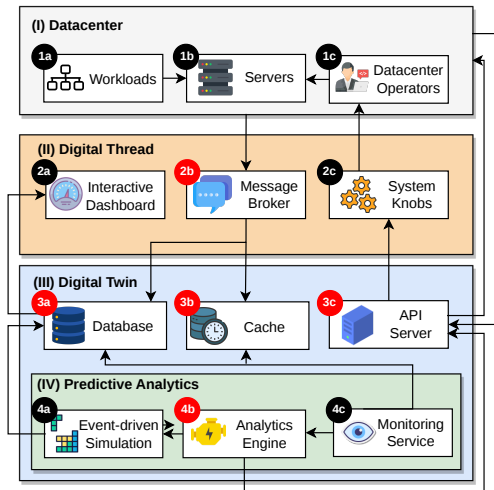 (I) Datacenter
1a
Workloads
1b
Servers
1c
Datacenter
Operators
(II) Digital Thread
2a
Interactive
Dashboard
2b
Message
Broker
2c
System
Knobs
(III) Digital Twin
3a
Database
3b
Cache
3c
API
Server
(IV) Predictive Analytics
4a
Event-driven
Simulation
4b
Analytics
Engine
4c
Monitoring
Service